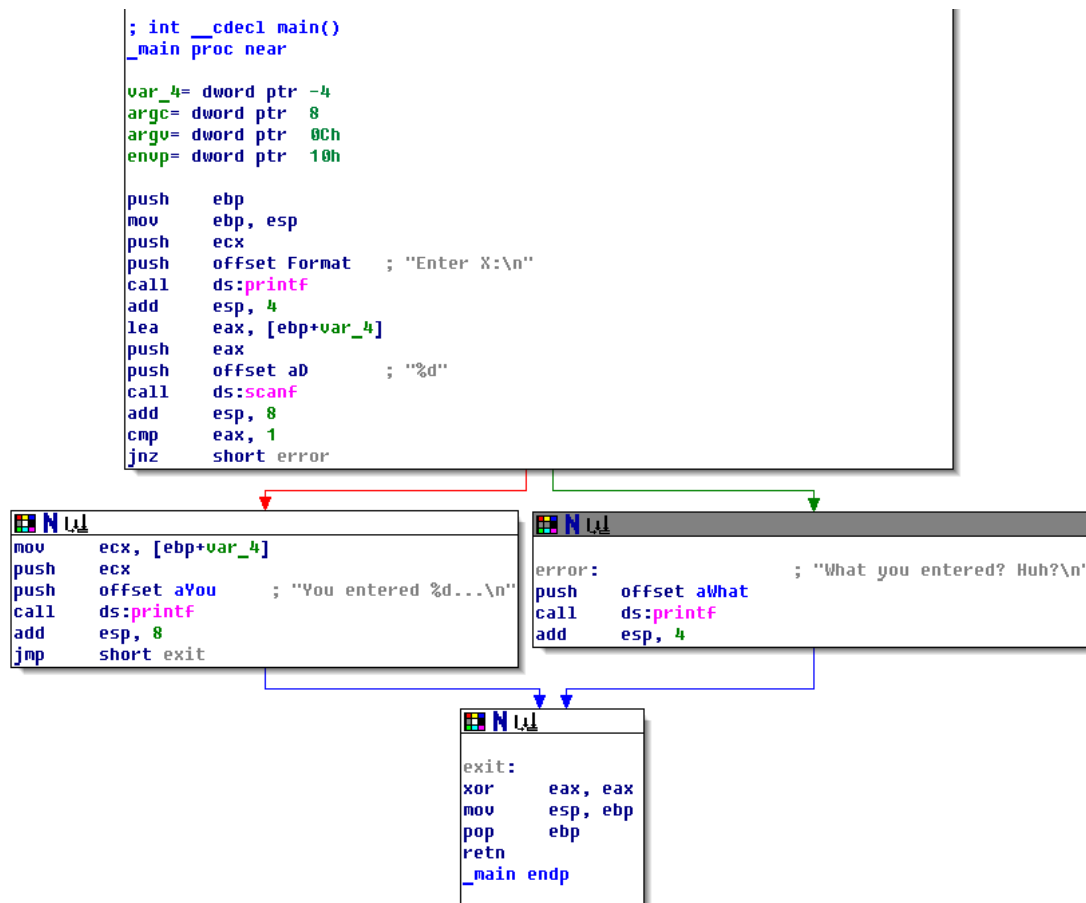 ; int __cdecl main()
_main proc near
var_4= dword ptr -4
argc= dword ptr  8
argv= dword ptr  0Ch
envp= dword ptr  10h
push    ebp
mov     ebp, esp
push    ecx
push    offset Format   ; "Enter X:\n"
call    ds:printf
add     esp, 4
lea     eax, [ebp+var_4]
push    eax
push    offset aD       ; "%d"
call    ds:scanf
add     esp, 8
cmp     eax, 1
jnz     short error
mov     ecx, [ebp+var_4]
push    ecx
push    offset aYou     ; "You entered %d...\n"
call    ds:printf
add     esp, 8
jmp     short exit
error:                  ; "What you entered? Huh?\n"
push    offset aWhat
call    ds:printf
add     esp, 4
exit:
xor     eax, eax
mov     esp, ebp
pop     ebp
retn
_main endp